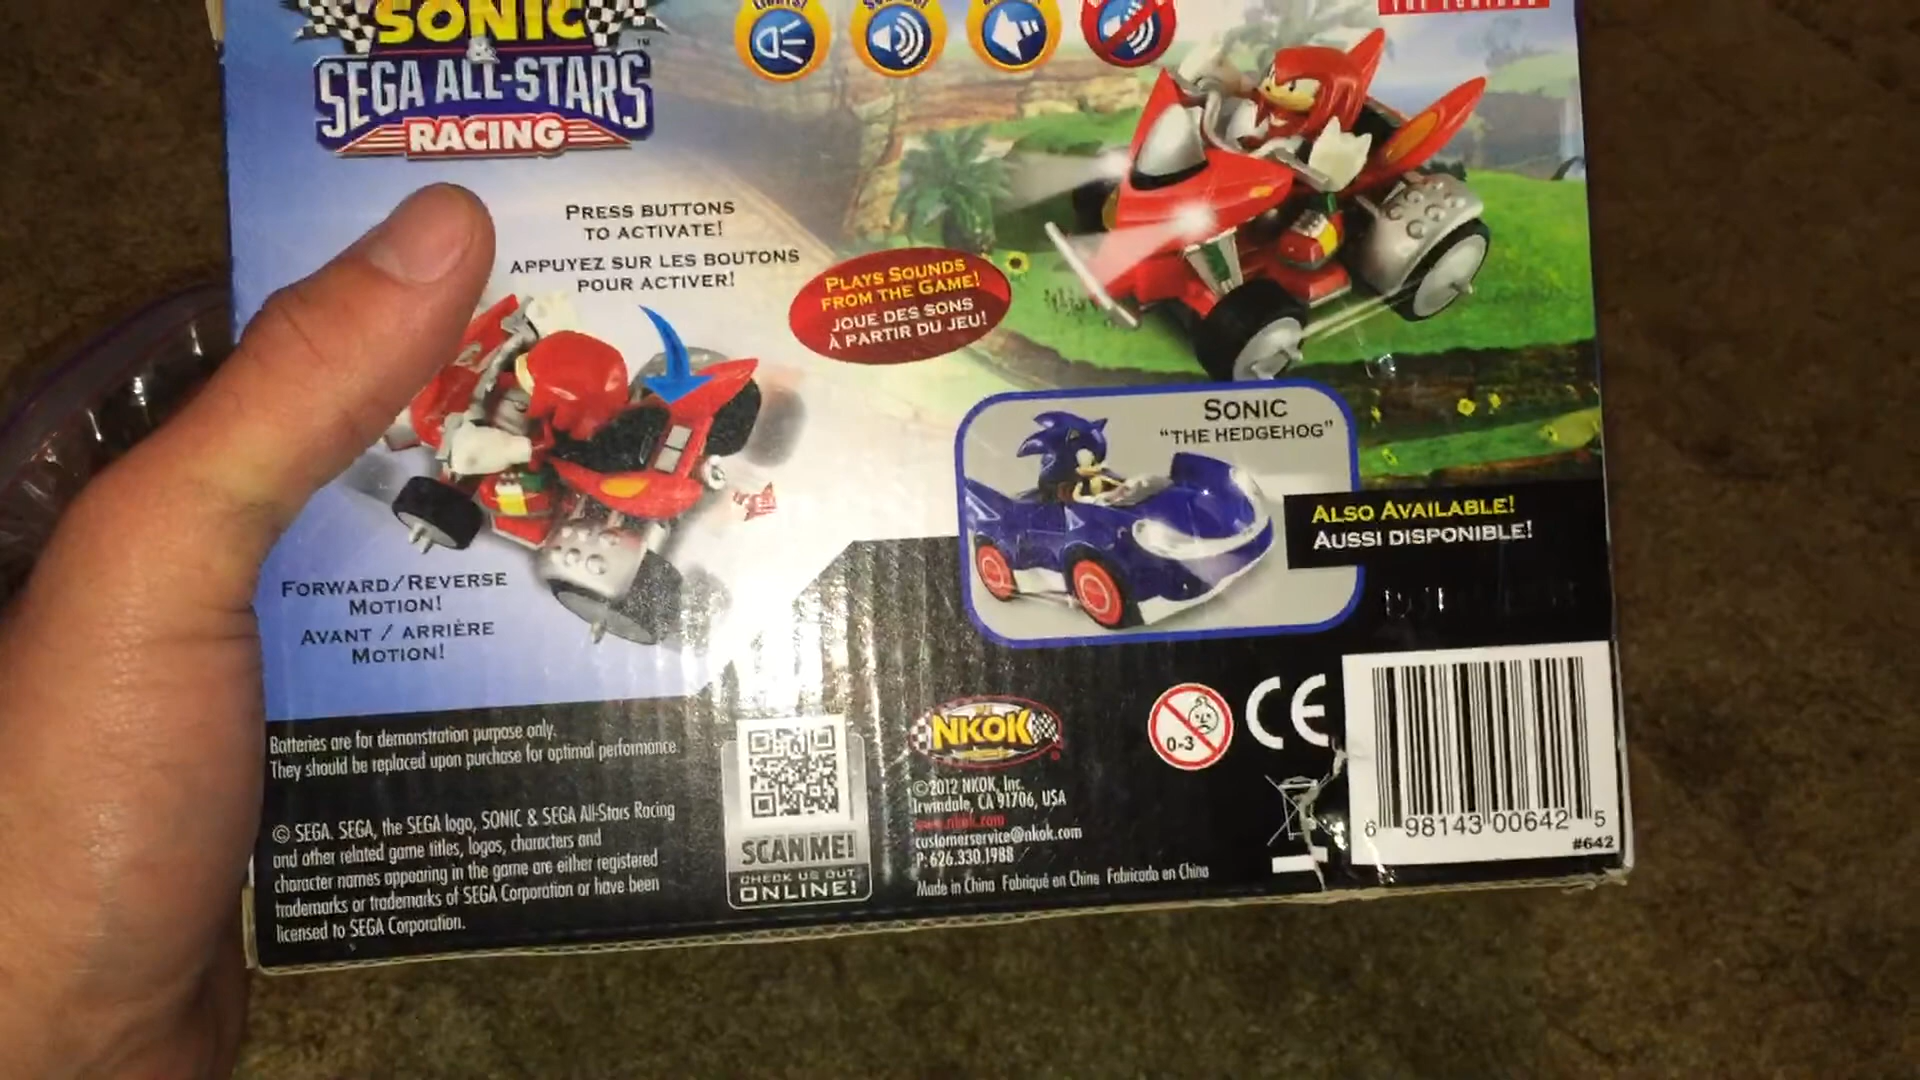 SONIC
&
SEGA ALL-STARS™
RACING
PRESS BUTTONS
TO ACTIVATE!
APPUYEZ SUR LES BOUTONS
POUR ACTIVER!
PLAYS SOUNDS
FROM THE GAME!
JOUE DES SONS
À PARTIR DU JEU!
SONIC
"THE HEDGEHOG"
ALSO AVAILABLE!
AUSSI DISPONIBLE!
FORWARD/REVERSE
MOTION!
AVANT / ARRIÈRE
MOTION!
Batteries are for demonstration purpose only.
They should be replaced upon purchase for optimal performance.
© SEGA. SEGA, the SEGA logo, SONIC & SEGA All-Stars Racing
and other related game titles, logos, characters and
character names appearing in the game are either registered
trademarks or trademarks of SEGA Corporation or have been
licensed to SEGA Corporation.
SCAN ME!
CHECK US OUT
ONLINE!
NKOK®
©2012 NKOK, Inc.
Irwindale, CA 91706, USA
www.nkok.com
customerservice@nkok.com
P: 626.330.1988
Made in China Fabriqué en Chine Fabricado en China
0-3
CE
6 98143 00642 5
#642